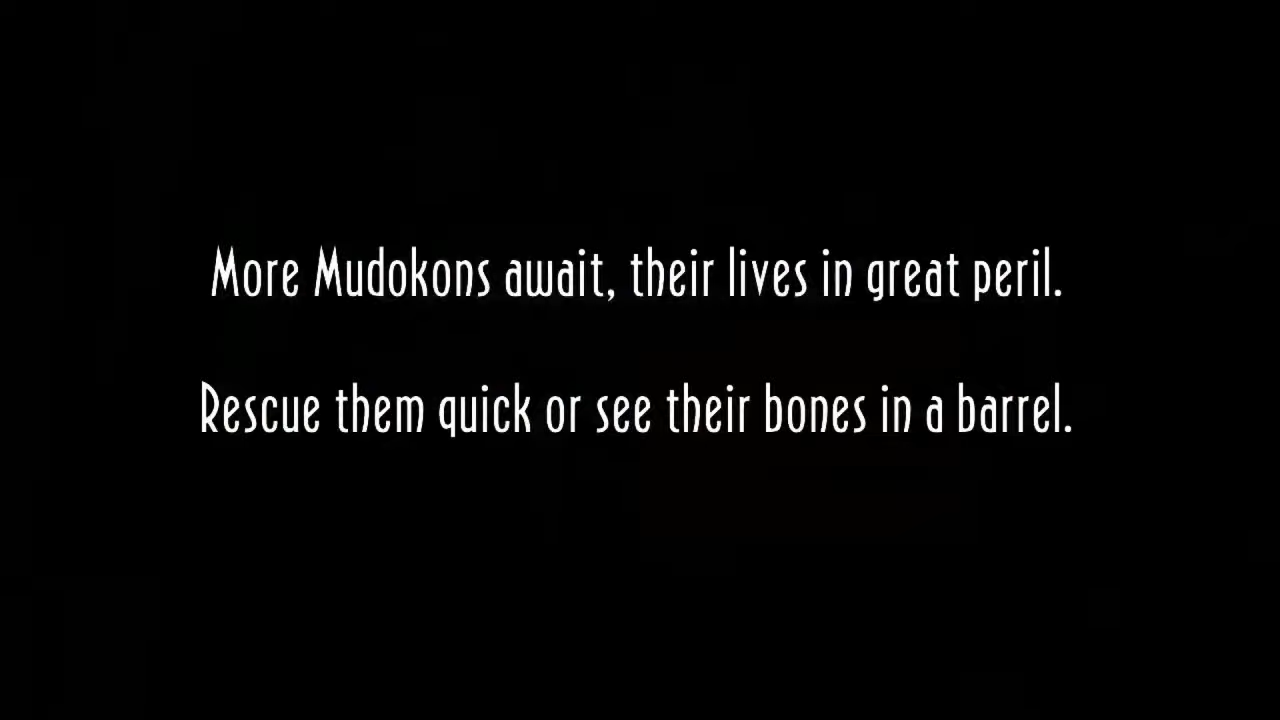 More Mudokons await, their lives in great peril.
Rescue them quick or see their bones in a barrel.